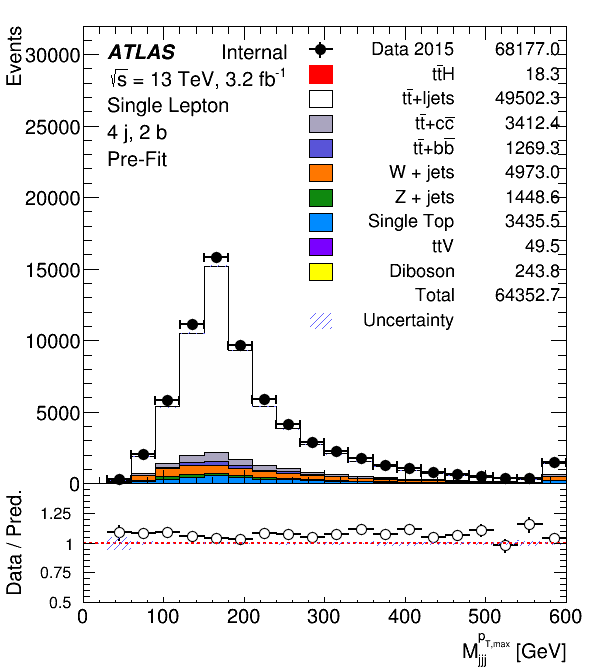 Events
30000
25000
20000
15000
10000
5000
0
ATLAS Internal
√s = 13 TeV, 3.2 fb⁻¹
Single Lepton
4 j, 2 b
Pre-Fit
Data 2015 68177.0
tt̄H 18.3
tt̄+ljets 49502.3
tt̄+cc̄ 3412.4
tt̄+bb̄ 1269.3
W + jets 4973.0
Z + jets 1448.6
Single Top 3435.5
ttV 49.5
Diboson 243.8
Total 64352.7
Uncertainty
Data / Pred.
1.25
1
0.75
0.5
0 100 200 300 400 500 600
M_jjj^{p_T,max} [GeV]